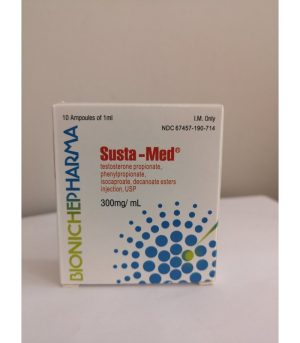 10 Ampoules of 1ml
I.M. Only
NDC 67457-190-714
BIONICHEPHARMA
Susta-Med®
testosterone propionate,
phenylpropionate,
isocaproate, decanoate esters
injection, USP
300mg/ mL